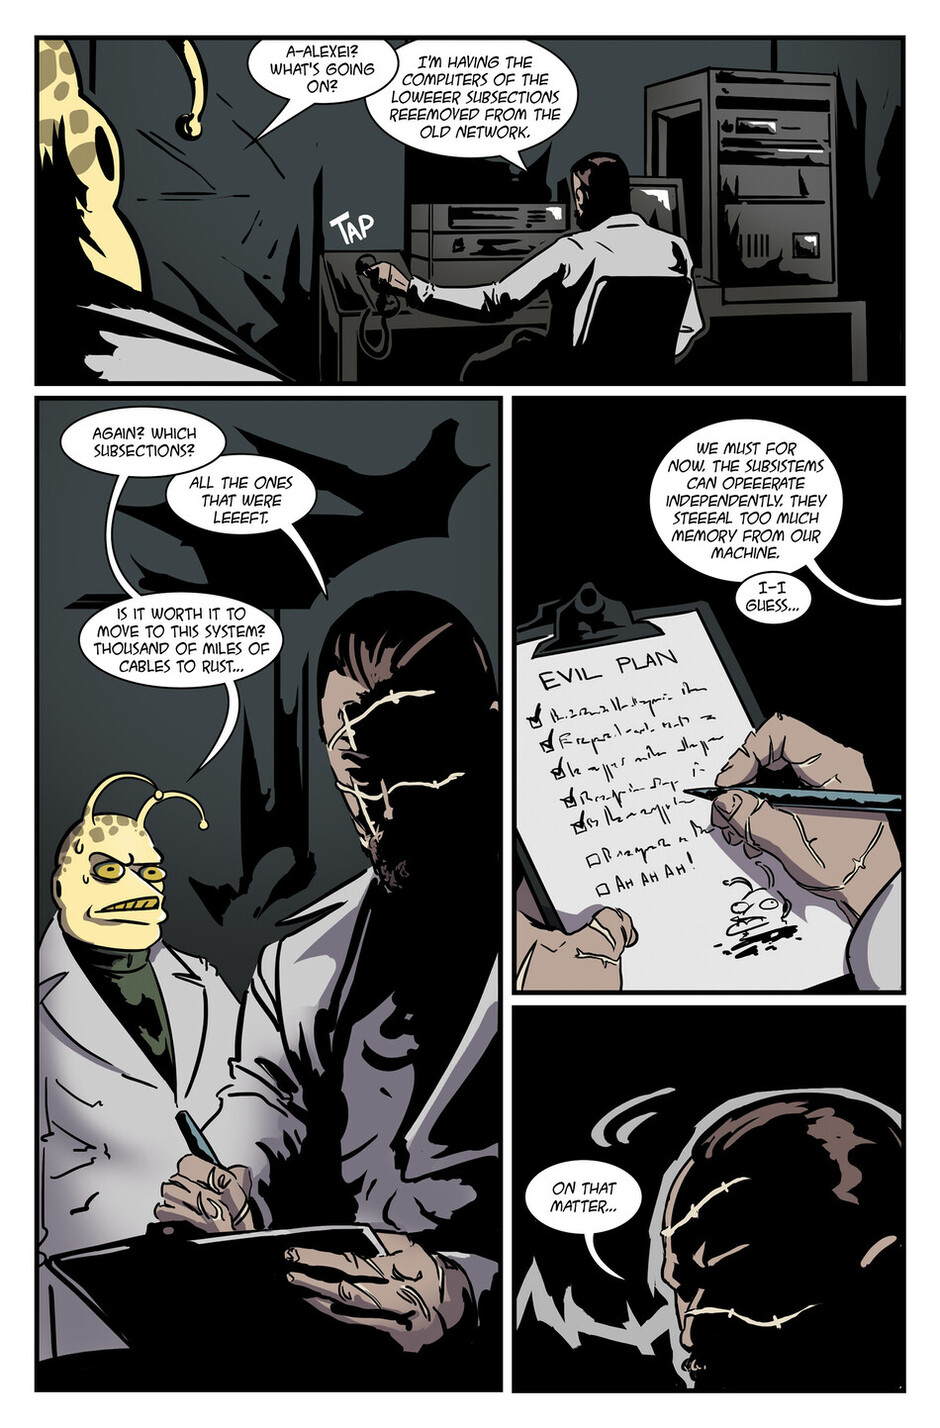 A-ALEXEI?
WHAT'S GOING
ON?
I'M HAVING THE
COMPUTERS OF THE
LOWEEER SUBSECTIONS
REEEMOVED FROM THE
OLD NETWORK.
TAP
AGAIN? WHICH
SUBSECTIONS?
ALL THE ONES
THAT WERE
LEEEFT.
IS IT WORTH IT TO
MOVE TO THIS SYSTEM?
THOUSAND OF MILES OF
CABLES TO RUST...
WE MUST FOR
NOW. THE SUBSISTEMS
CAN OPEEERATE
INDEPENDENTLY. THEY
STEEEAL TOO MUCH
MEMORY FROM OUR
MACHINE.
I-I
GUESS...
EVIL PLAN
AH AH AH!
ON THAT
MATTER...